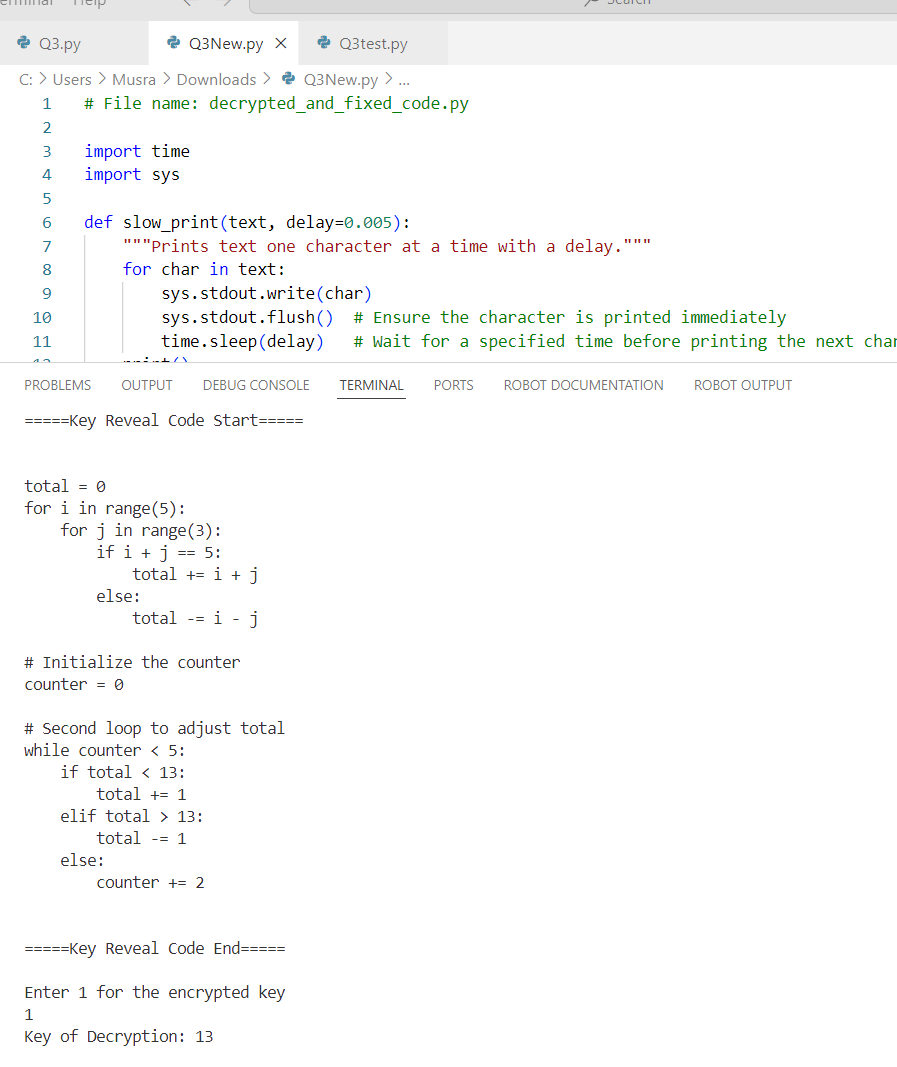 Help
Search
Q3.py
Q3New.py
Q3test.py
C: > Users > Musra > Downloads > Q3New.py > ...
1 # File name: decrypted_and_fixed_code.py
2
3 import time
4 import sys
5
6 def slow_print(text, delay=0.005):
7 """Prints text one character at a time with a delay."""
8 for char in text:
9 sys.stdout.write(char)
10 sys.stdout.flush() # Ensure the character is printed immediately
11 time.sleep(delay) # Wait for a specified time before printing the next
12 print()
PROBLEMS OUTPUT DEBUG CONSOLE TERMINAL PORTS ROBOT DOCUMENTATION ROBOT OUTPUT
=====Key Reveal Code Start=====
total = 0
for i in range(5):
for j in range(3):
if i + j == 5:
total += i + j
else:
total -= i - j
# Initialize the counter
counter = 0
# Second loop to adjust total
while counter < 5:
if total < 13:
total += 1
elif total > 13:
total -= 1
else:
counter += 2
=====Key Reveal Code End=====
Enter 1 for the encrypted key
1
Key of Decryption: 13